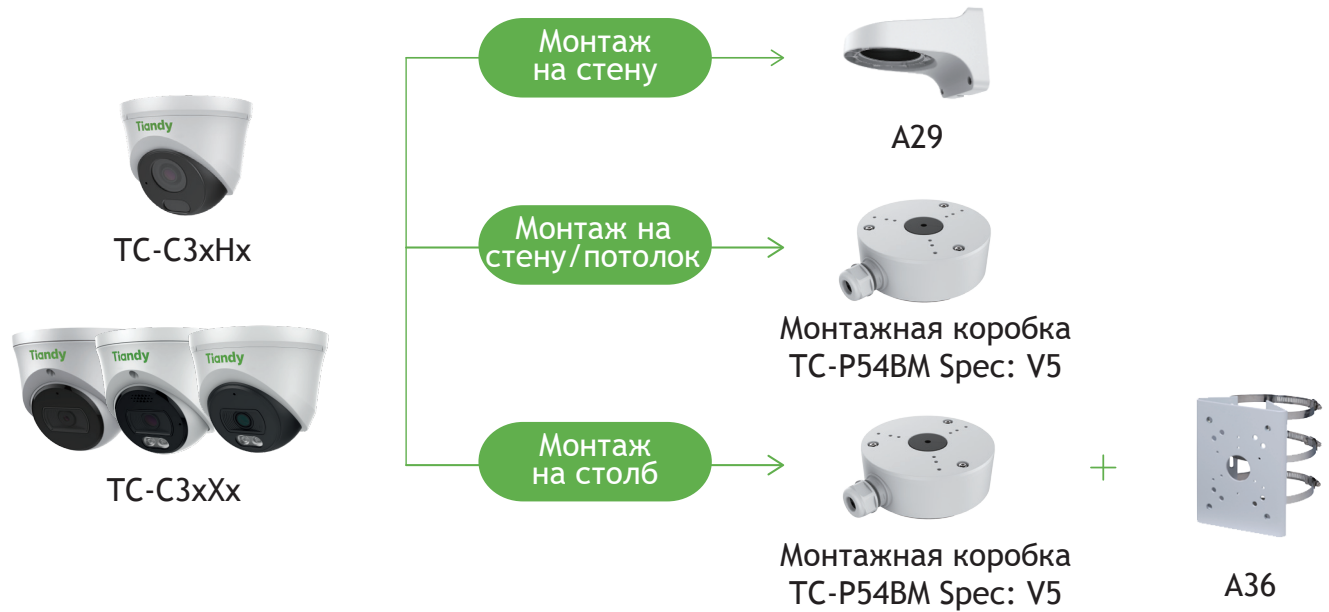 Монтаж
на стену
A29
Tiandy
TC-C3xHx
Монтаж на
стену/потолок
Монтажная коробка
TC-P54BM Spec: V5
Tiandy
Tiandy
Tiandy
TC-C3xXx
Монтаж
на столб
+
Монтажная коробка
TC-P54BM Spec: V5
A36